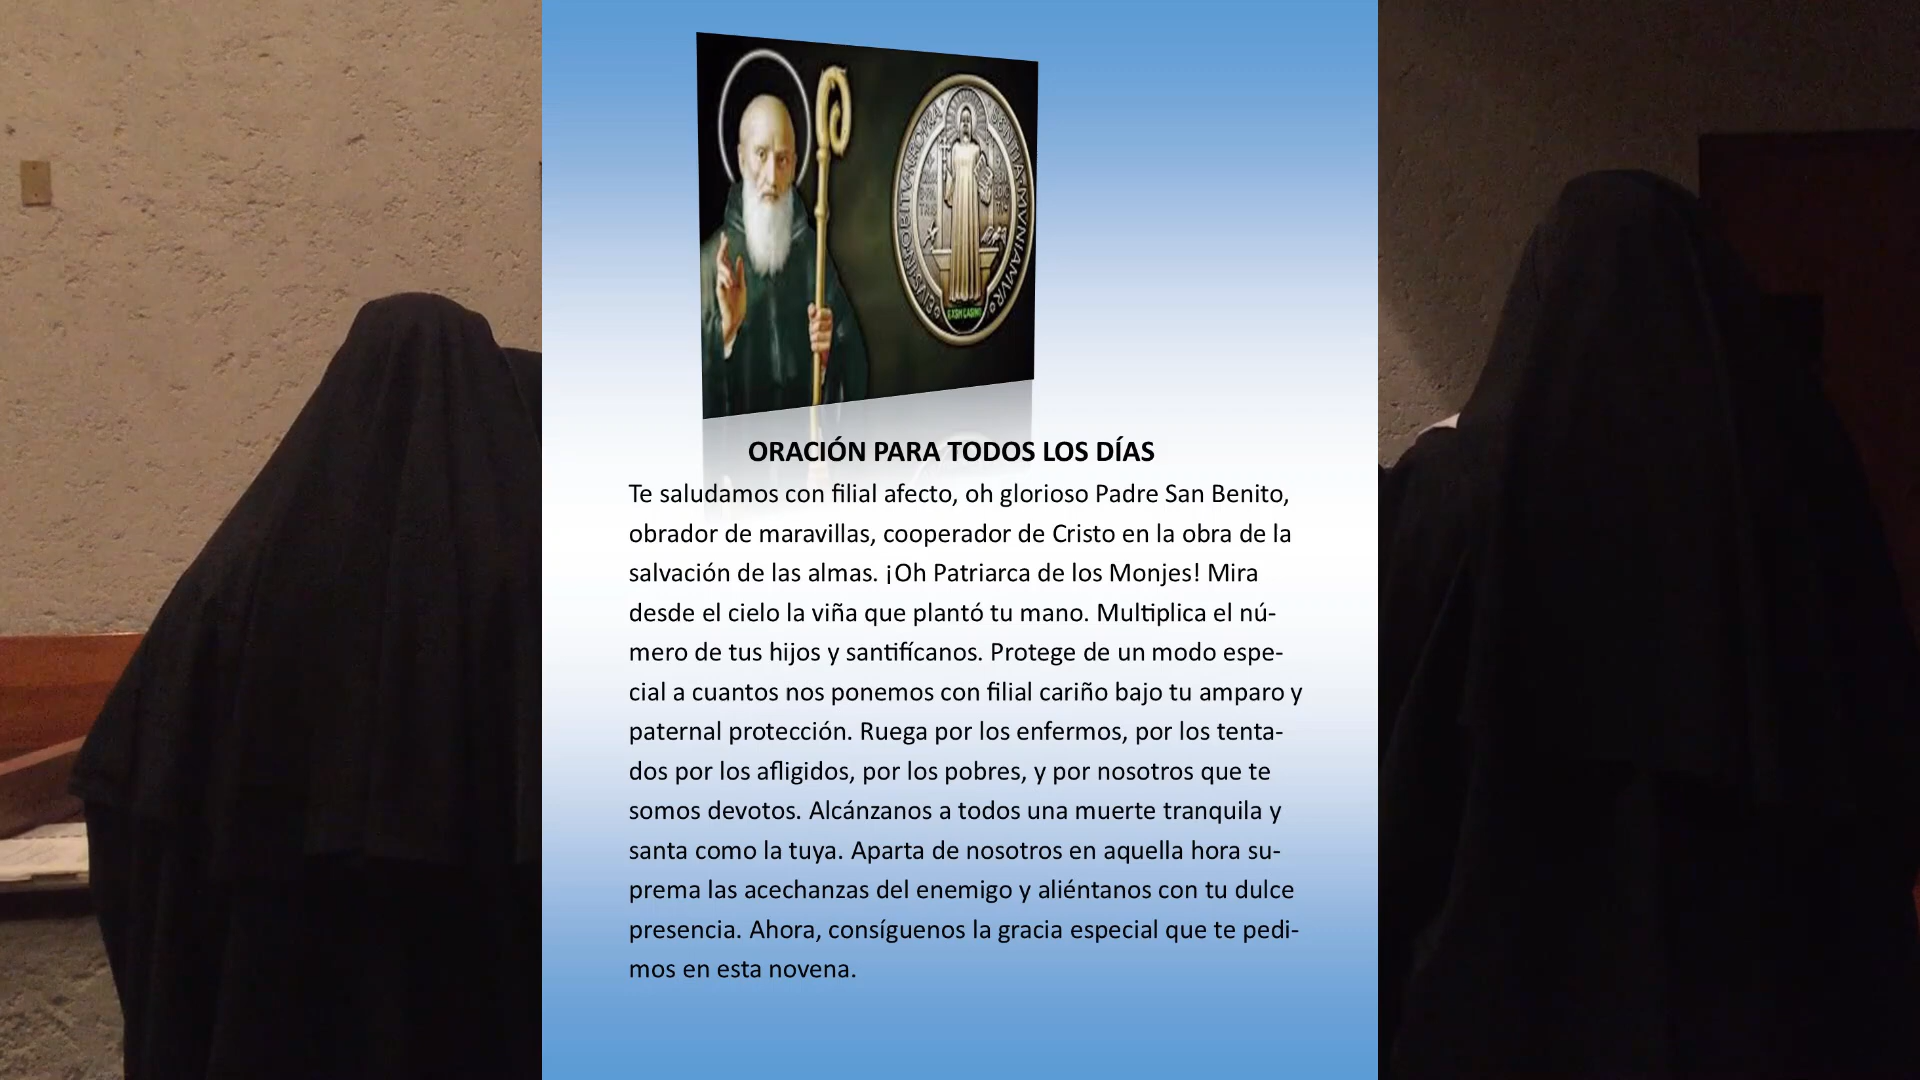 ORACIÓN PARA TODOS LOS DÍAS
Te saludamos con filial afecto, oh glorioso Padre San Benito,
obrador de maravillas, cooperador de Cristo en la obra de la
salvación de las almas. ¡Oh Patriarca de los Monjes! Mira
desde el cielo la viña que plantó tu mano. Multiplica el nú-
mero de tus hijos y santifícanos. Protege de un modo espe-
cial a cuantos nos ponemos con filial cariño bajo tu amparo y
paternal protección. Ruega por los enfermos, por los tenta-
dos por los afligidos, por los pobres, y por nosotros que te
somos devotos. Alcánzanos a todos una muerte tranquila y
santa como la tuya. Aparta de nosotros en aquella hora su-
prema las acechanzas del enemigo y aliéntanos con tu dulce
presencia. Ahora, consíguenos la gracia especial que te pedi-
mos en esta novena.